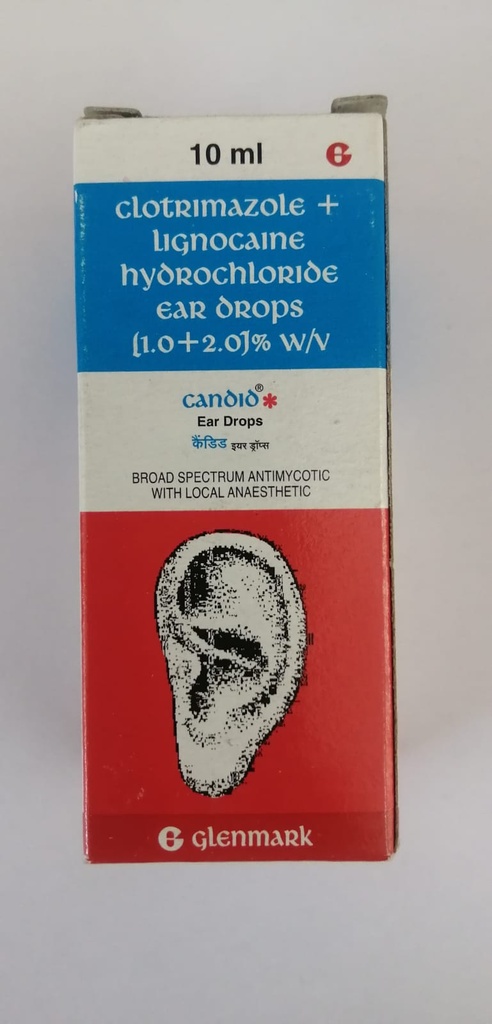 10 ml
Clotrimazole +
Lignocaine
Hydrochloride
Ear Drops
(1.0+2.0)% W/V
Candid®*
Ear Drops
कैंडिड इयर ड्रॉप्स
BROAD SPECTRUM ANTIMYCOTIC
WITH LOCAL ANAESTHETIC
Glenmark